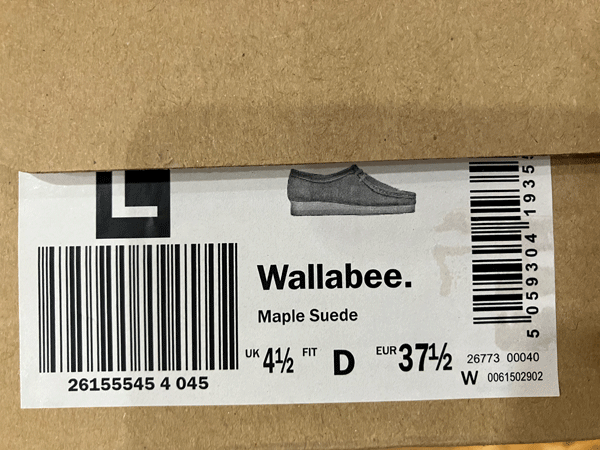 L
Wallabee.
Maple Suede
UK 4½ FIT D EUR 37½
26155545 4 045
5 059304 19355
26773 00040
W 0061502902